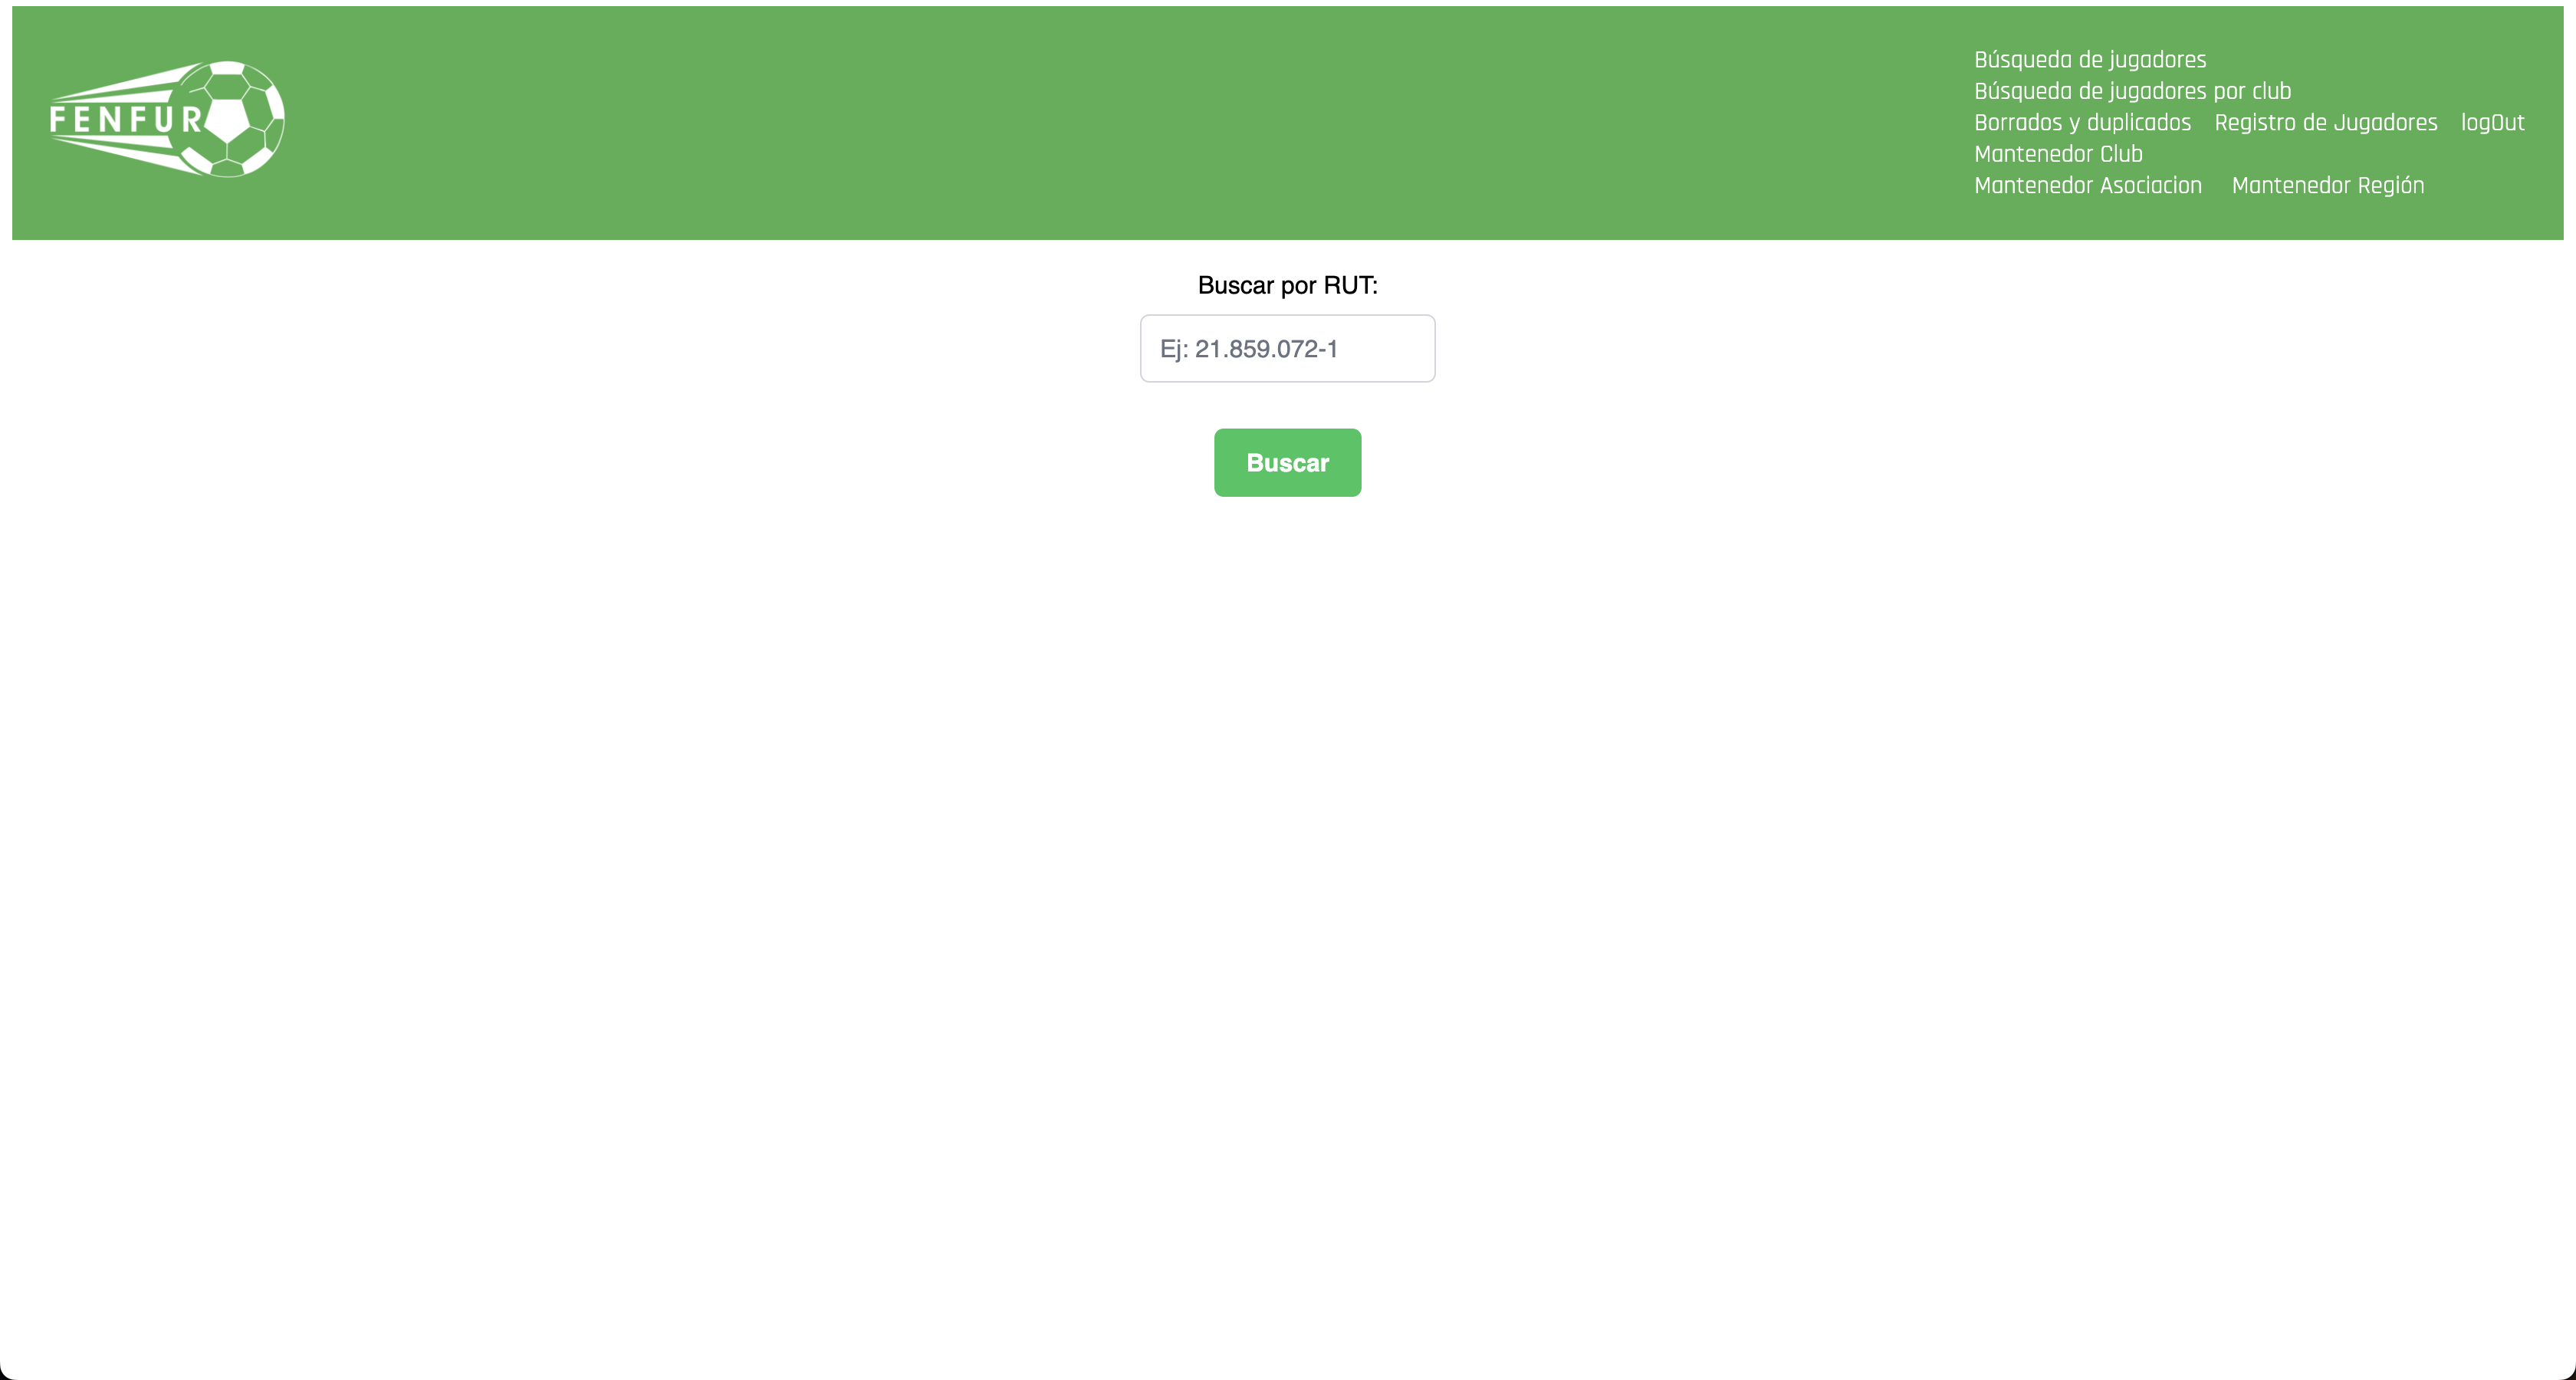 FENFUR
Búsqueda de jugadores
Búsqueda de jugadores por club
Borrados y duplicados Registro de Jugadores logOut
Mantenedor Club
Mantenedor Asociacion Mantenedor Región
Buscar por RUT:
Ej: 21.859.072-1
Buscar